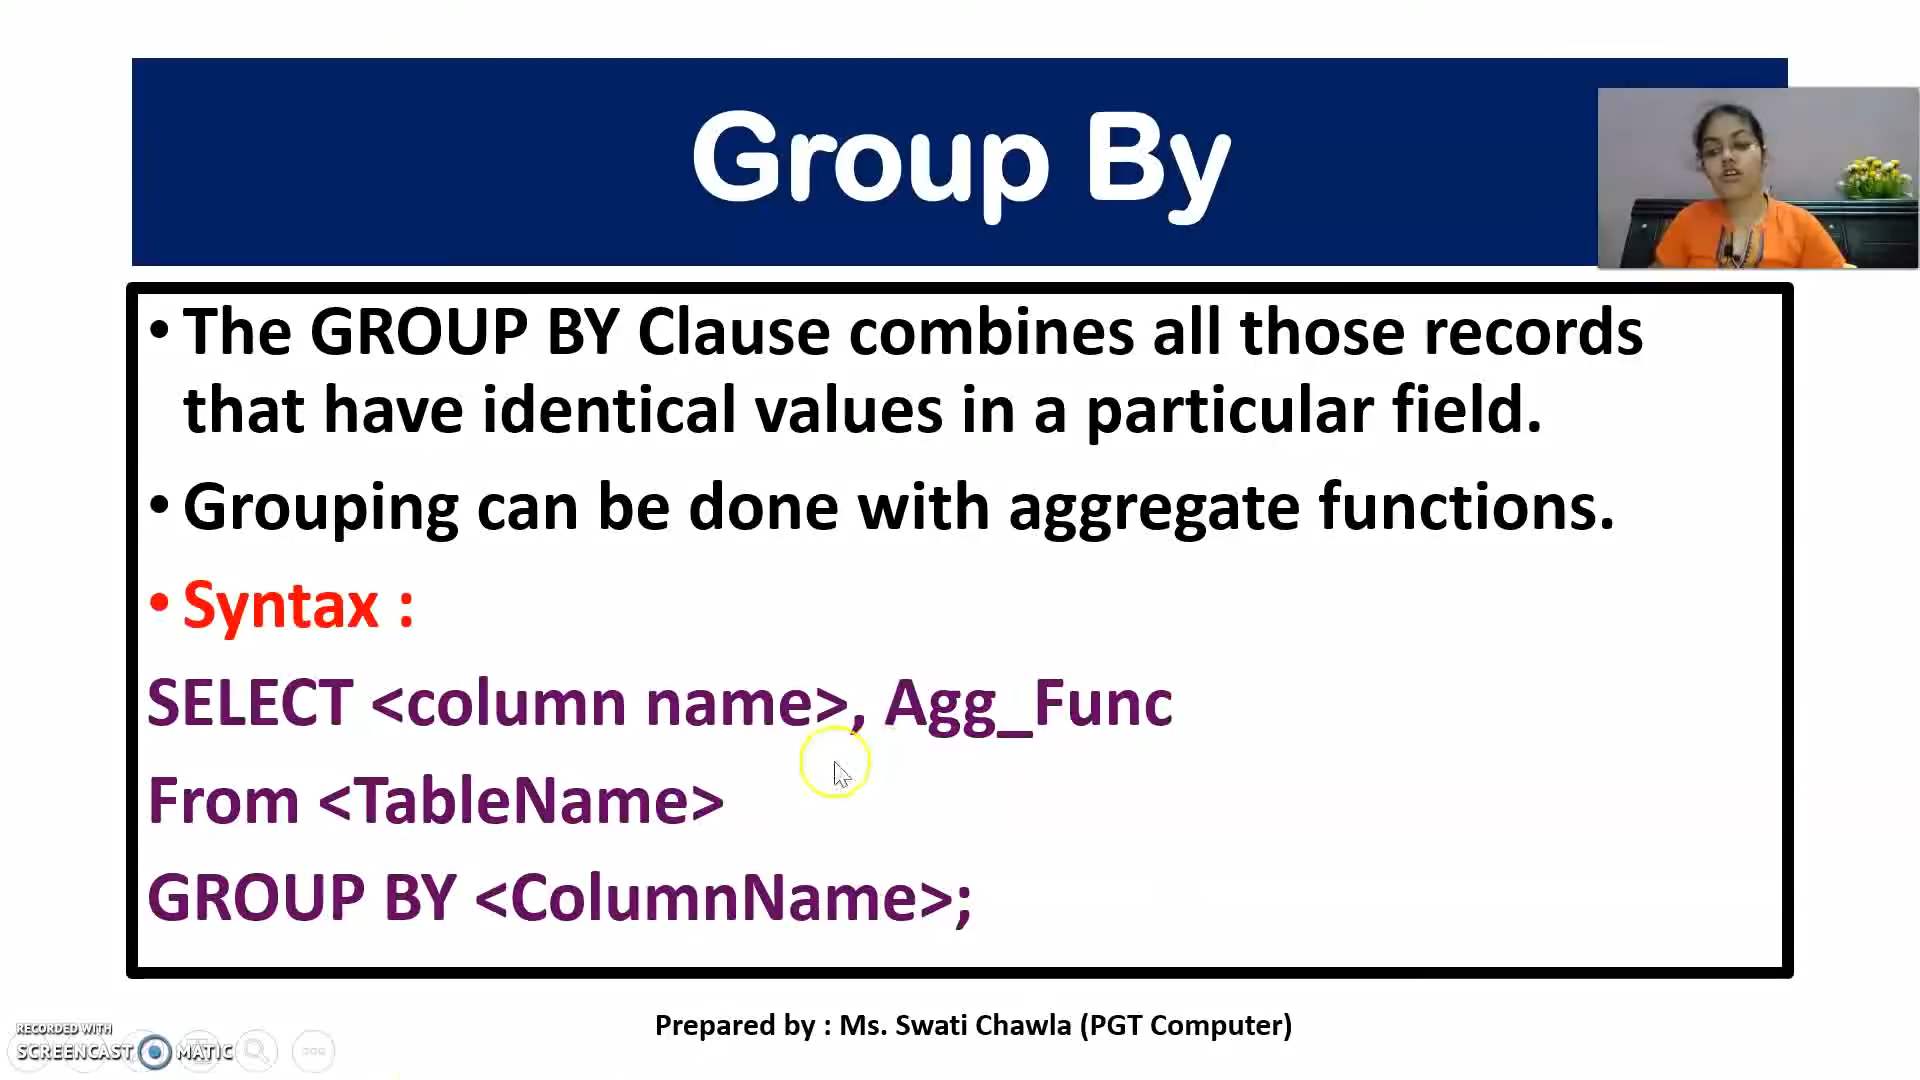 Group By
• The GROUP BY Clause combines all those records
that have identical values in a particular field.
• Grouping can be done with aggregate functions.
• Syntax :
SELECT <column name>, Agg_Func
From <TableName>
GROUP BY <ColumnName>;
Prepared by : Ms. Swati Chawla (PGT Computer)
RECORDED WITH
SCREENCAST MATIC